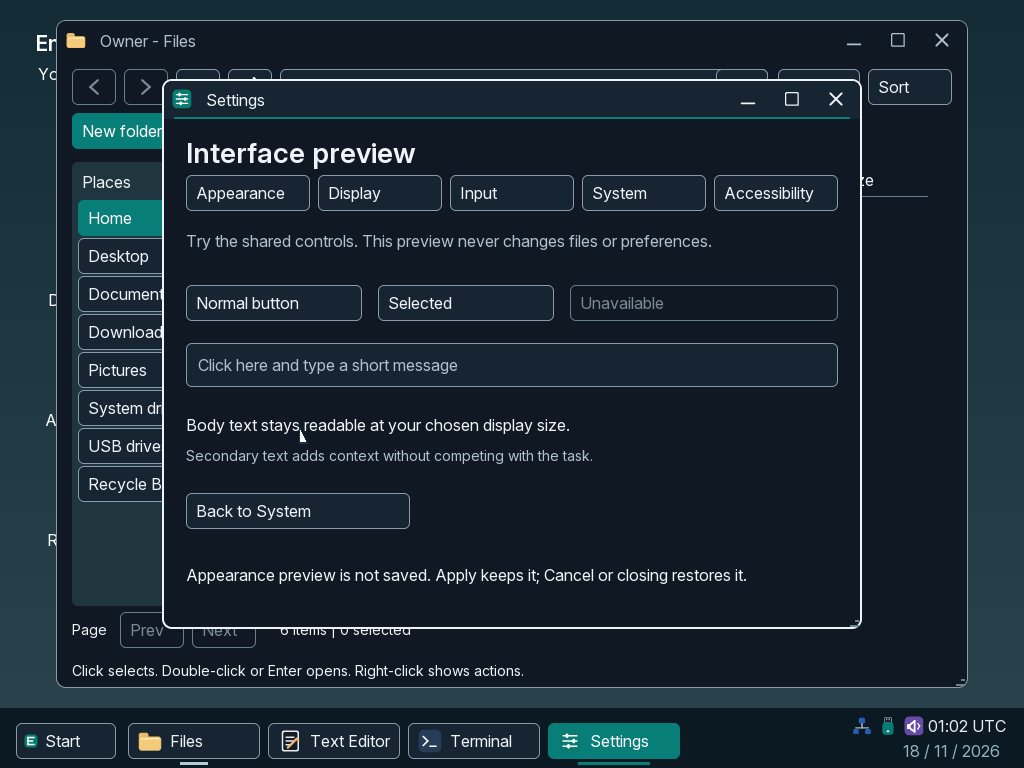 Owner - Files
Sort
New folder
Places
Home
Desktop
Pictures
USB drive
Page
Prev
Next
6 items | 0 selected
Click selects. Double-click or Enter opens. Right-click shows actions.
Settings
Interface preview
Appearance
Display
Input
System
Accessibility
Try the shared controls. This preview never changes files or preferences.
Normal button
Selected
Unavailable
Click here and type a short message
Body text stays readable at your chosen display size.
Secondary text adds context without competing with the task.
Back to System
Appearance preview is not saved. Apply keeps it; Cancel or closing restores it.
Start
Files
Text Editor
Terminal
Settings
01:02 UTC
18 / 11 / 2026